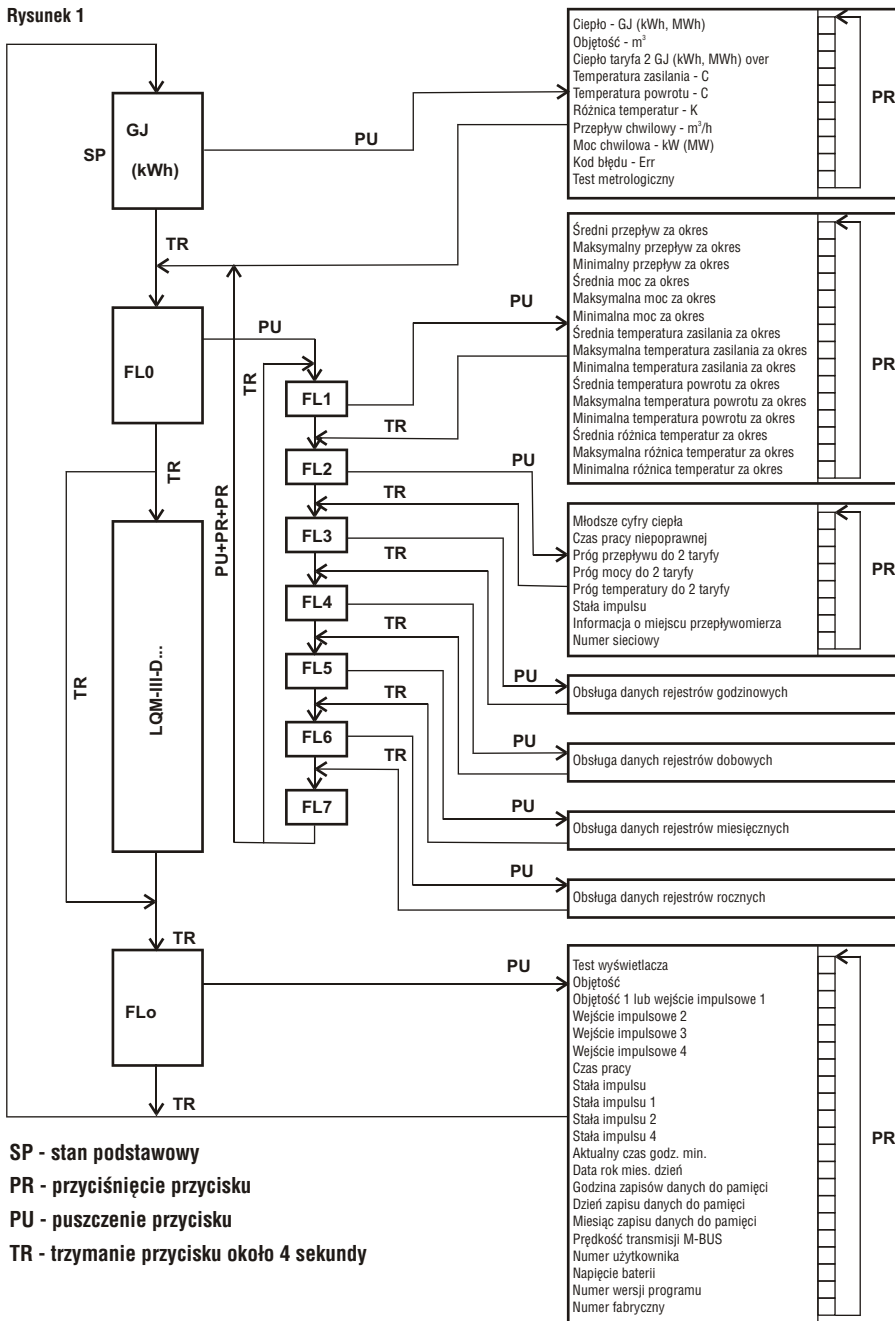 Rysunek 1
GJ
(kWh)
SP
PU
TR
Ciepło - GJ (kWh, MWh)
Objętość - m³
Ciepło taryfa 2 GJ (kWh, MWh) over
Temperatura zasilania - C
Temperatura powrotu - C
Różnica temperatur - K
Przepływ chwilowy - m³/h
Moc chwilowa - kW (MW)
Kod błędu - Err
Test metrologiczny
PR
FL0
PU
TR
TR
PU+PR+PR
TR
FL1
PU
TR
Średni przepływ za okres
Maksymalny przepływ za okres
Minimalny przepływ za okres
Średnia moc za okres
Maksymalna moc za okres
Minimalna moc za okres
Średnia temperatura zasilania za okres
Maksymalna temperatura zasilania za okres
Minimalna temperatura zasilania za okres
Średnia temperatura powrotu za okres
Maksymalna temperatura powrotu za okres
Minimalna temperatura powrotu za okres
Średnia różnica temperatur za okres
Maksymalna różnica temperatur za okres
Minimalna różnica temperatur za okres
PR
FL2
PU
TR
Młodsze cyfry ciepła
Czas pracy niepoprawnej
Próg przepływu do 2 taryfy
Próg mocy do 2 taryfy
Próg temperatury do 2 taryfy
Stała impulsu
Informacja o miejscu przepływomierza
Numer sieciowy
PR
FL3
TR
PU
Obsługa danych rejestrów godzinowych
FL4
TR
PU
Obsługa danych rejestrów dobowych
FL5
TR
PU
Obsługa danych rejestrów miesięcznych
FL6
TR
PU
Obsługa danych rejestrów rocznych
FL7
LQM-III-D...
TR
FLo
PU
TR
Test wyświetlacza
Objętość
Objętość 1 lub wejście impulsowe 1
Wejście impulsowe 2
Wejście impulsowe 3
Wejście impulsowe 4
Czas pracy
Stała impulsu
Stała impulsu 1
Stała impulsu 2
Stała impulsu 4
Aktualny czas godz. min.
Data rok mies. dzień
Godzina zapisów danych do pamięci
Dzień zapisu danych do pamięci
Miesiąc zapisu danych do pamięci
Prędkość transmisji M-BUS
Numer użytkownika
Napięcie baterii
Numer wersji programu
Numer fabryczny
PR
SP - stan podstawowy
PR - przyciśnięcie przycisku
PU - puszczenie przycisku
TR - trzymanie przycisku około 4 sekundy